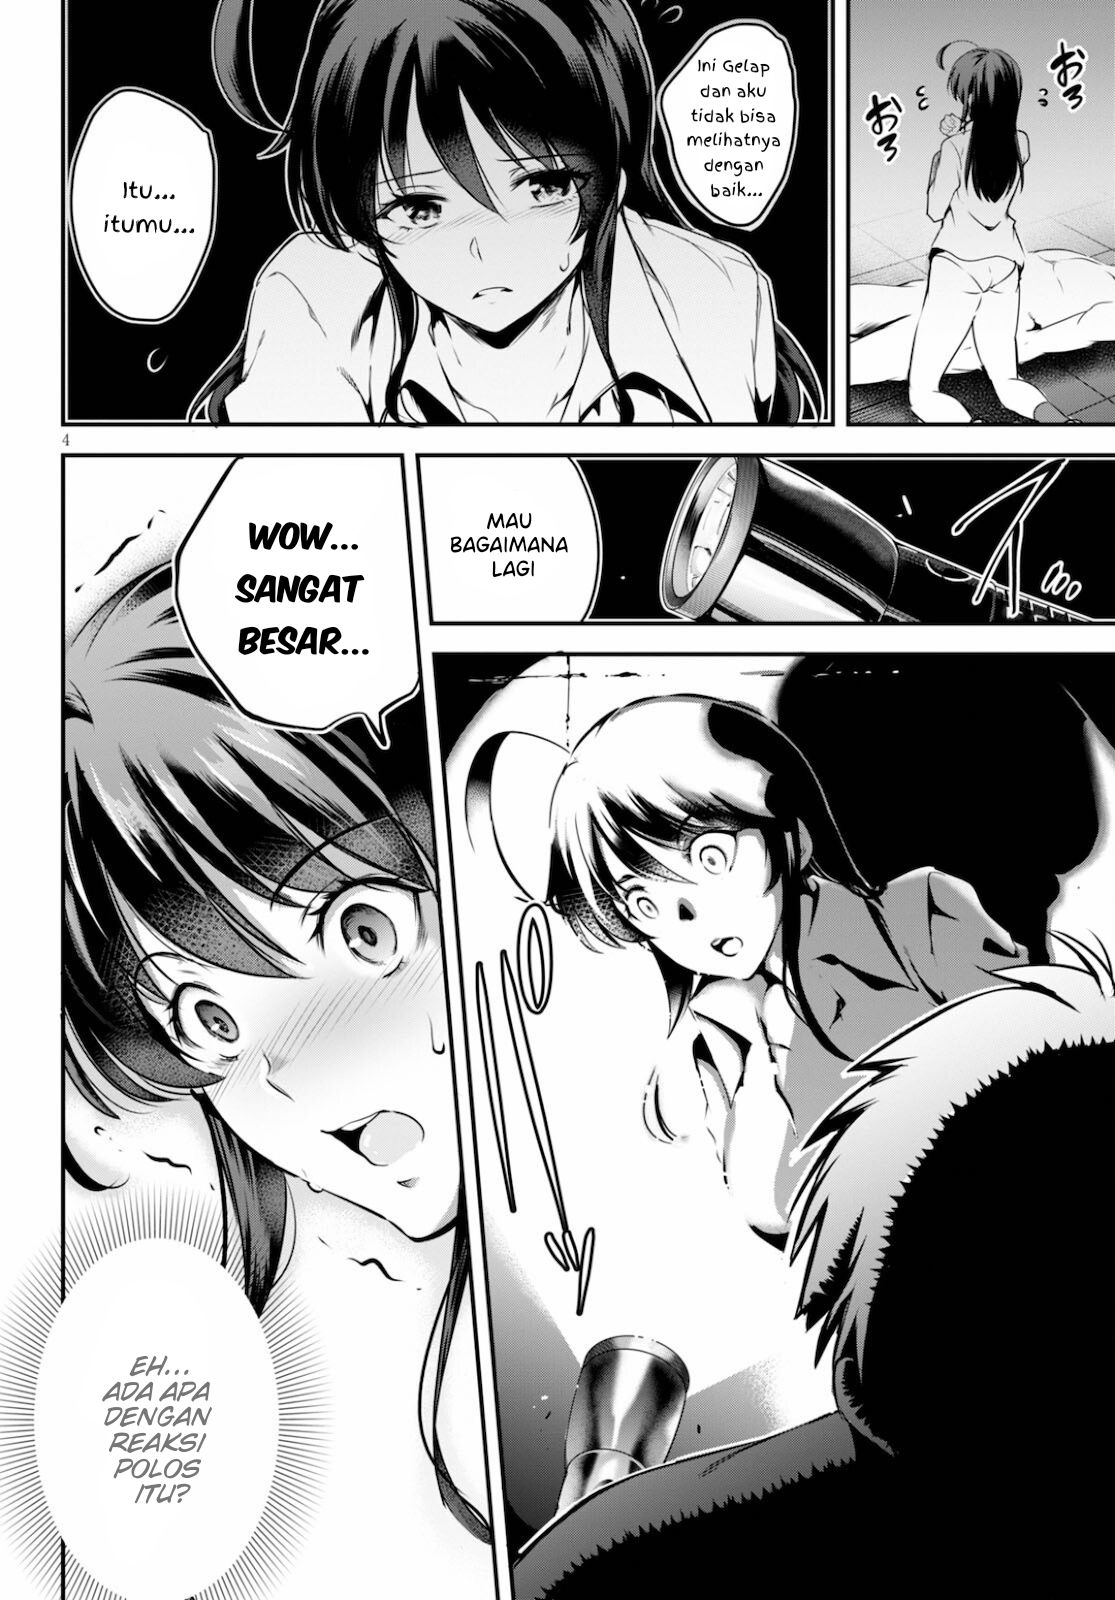 おろ
おろ
Ini Gelap
dan aku
tidak bisa
melihatnya
dengan
baik...
Itu...
itumu...
4
MAU
BAGAIMANA
LAGI
WOW...
SANGAT
BESAR...
EH...
ADA APA
DENGAN
REAKSI
POLOS
ITU?